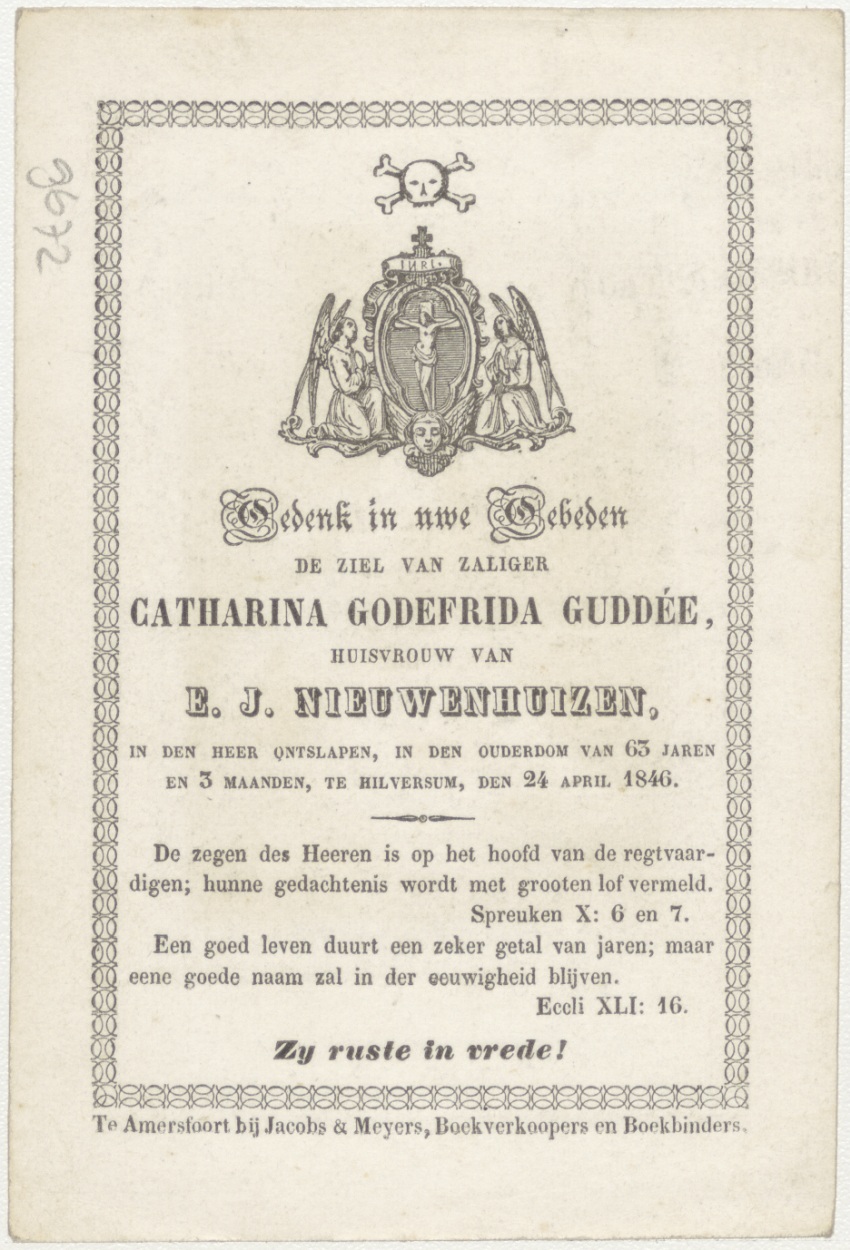 2796
INRI.
Gedenk in uwe Gebeden
DE ZIEL VAN ZALIGER
CATHARINA GODEFRIDA GUDDÉE,
HUISVROUW VAN
E. J. NIEUWENHUIZEN,
IN DEN HEER ONTSLAPEN, IN DEN OUDERDOM VAN 63 JAREN
EN 3 MAANDEN, TE HILVERSUM, DEN 24 APRIL 1846.
De zegen des Heeren is op het hoofd van de regtvaar-
digen; hunne gedachtenis wordt met grooten lof vermeld.
Spreuken X: 6 en 7.
Een goed leven duurt een zeker getal van jaren; maar
eene goede naam zal in der eeuwigheid blijven.
Eccli XLI: 16.
Zy ruste in vrede!
Te Amersfoort bij Jacobs & Meyers, Boekverkoopers en Boekbinders.